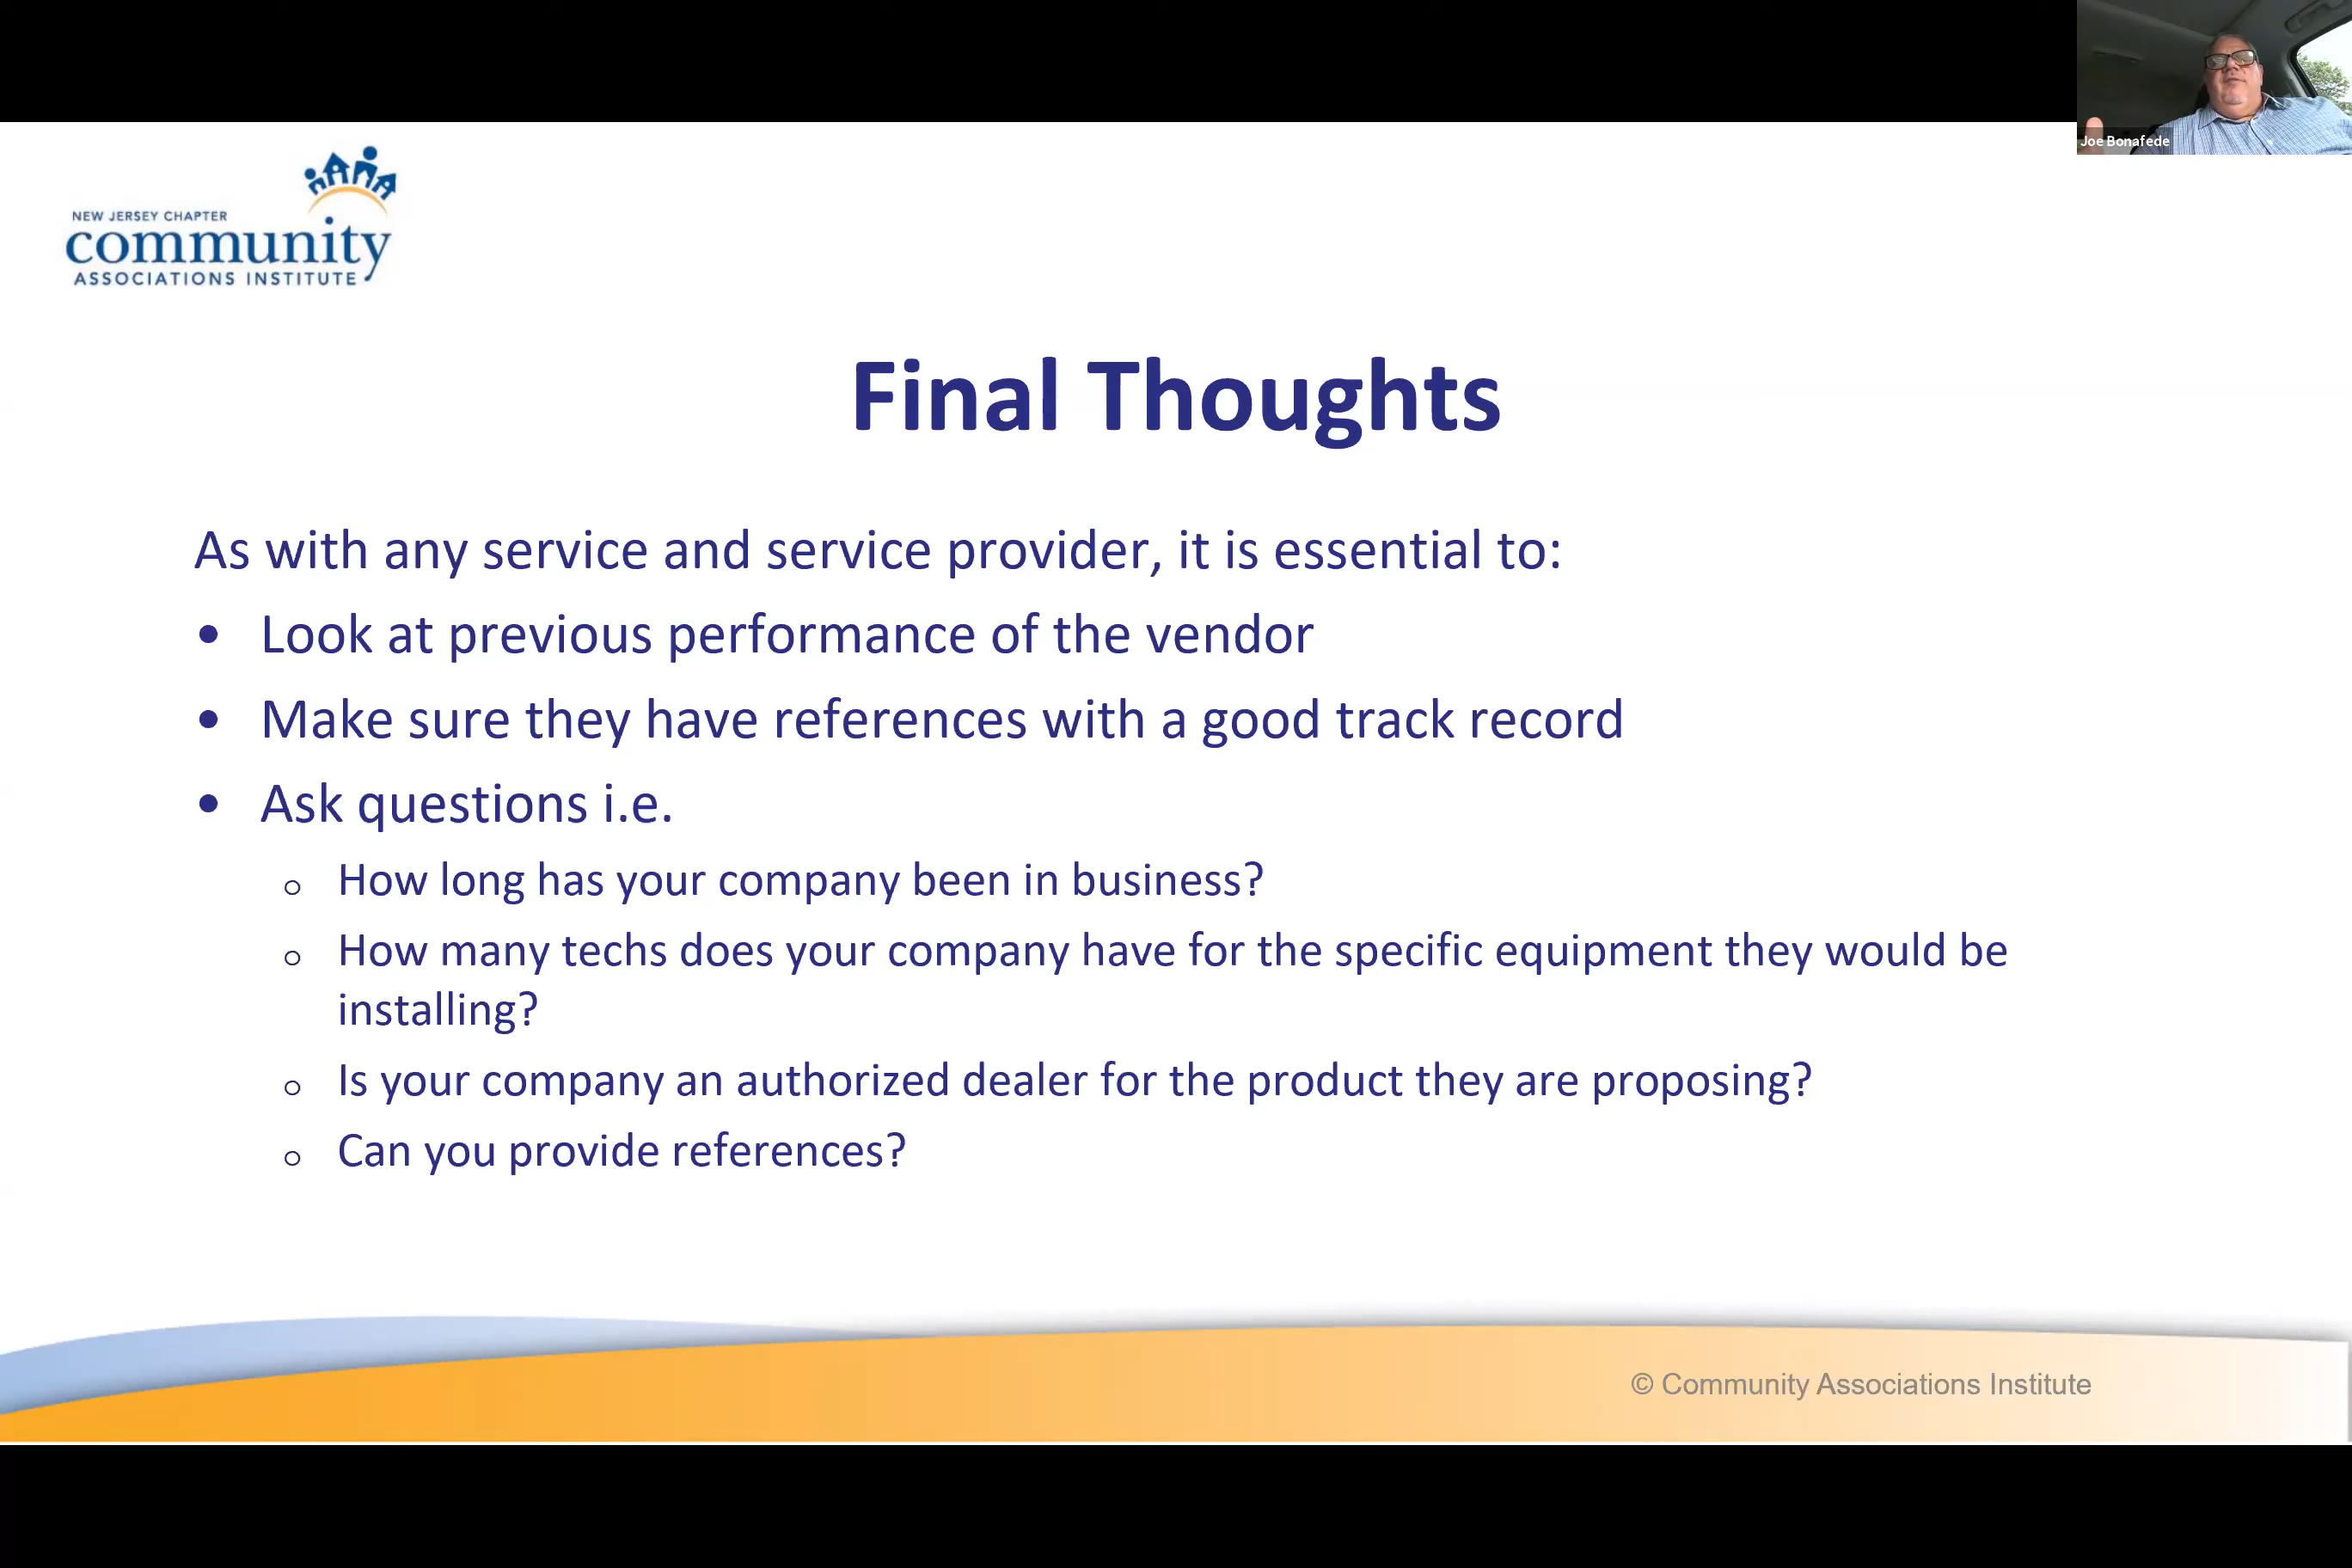 Joe Bonafede
NEW JERSEY CHAPTER
community
ASSOCIATIONS INSTITUTE
Final Thoughts
As with any service and service provider, it is essential to:
• Look at previous performance of the vendor
• Make sure they have references with a good track record
• Ask questions i.e.
o How long has your company been in business?
o How many techs does your company have for the specific equipment they would be
installing?
o Is your company an authorized dealer for the product they are proposing?
o Can you provide references?
© Community Associations Institute